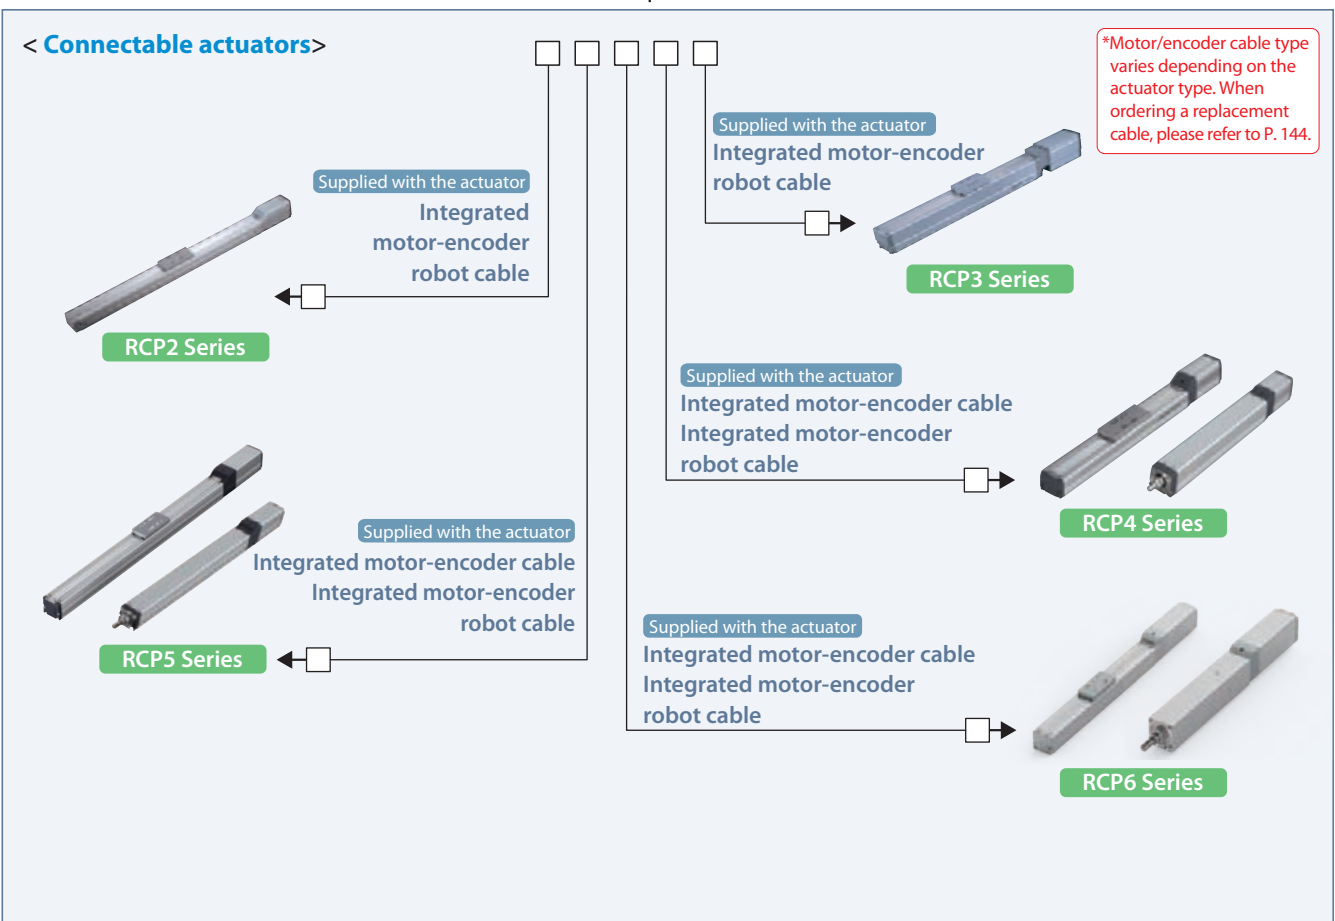 < Connectable actuators>
*Motor/encoder cable type
varies depending on the
actuator type. When
ordering a replacement
cable, please refer to P. 144.
Supplied with the actuator
Integrated motor-encoder
robot cable
RCP3 Series
Supplied with the actuator
Integrated
motor-encoder
robot cable
RCP2 Series
Supplied with the actuator
Integrated motor-encoder cable
Integrated motor-encoder
robot cable
RCP4 Series
Supplied with the actuator
Integrated motor-encoder cable
Integrated motor-encoder
robot cable
RCP5 Series
Supplied with the actuator
Integrated motor-encoder cable
Integrated motor-encoder
robot cable
RCP6 Series